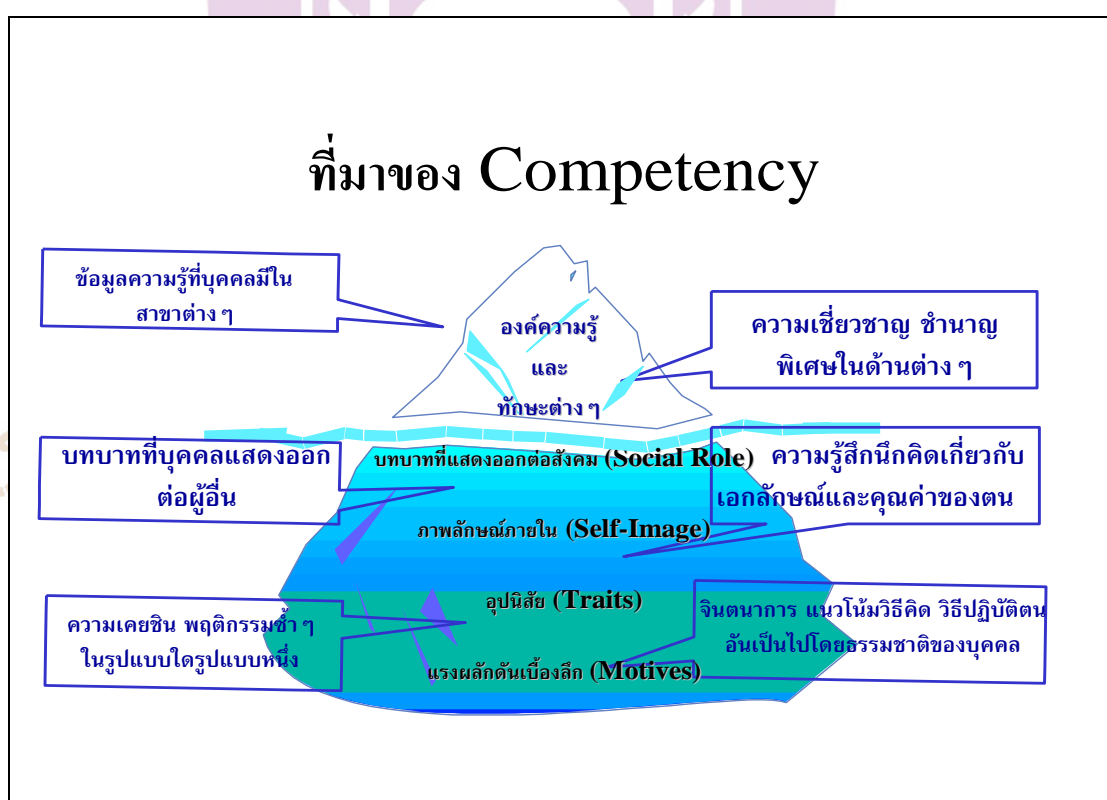 ที่มาของ Competency
ข้อมูลความรู้ที่บุคคลมีใน
สาขาต่าง ๆ
องค์ความรู้
และ
ทักษะต่าง ๆ
ความเชี่ยวชาญ ชำนาญ
พิเศษในด้านต่าง ๆ
บทบาทที่บุคคลแสดงออก
ต่อผู้อื่น
บทบาทที่แสดงออกต่อสังคม (Social Role)
ความรู้สึกนึกคิดเกี่ยวกับ
เอกลักษณ์และคุณค่าของตน
ภาพลักษณ์ภายใน (Self-Image)
อุปนิสัย (Traits)
ความเคยชิน พฤติกรรมซ้ำ ๆ
ในรูปแบบใดรูปแบบหนึ่ง
จินตนาการ แนวโน้มวิธีคิด วิธีปฏิบัติตน
อันเป็นไปโดยธรรมชาติของบุคคล
แรงผลักดันเบื้องลึก (Motives)